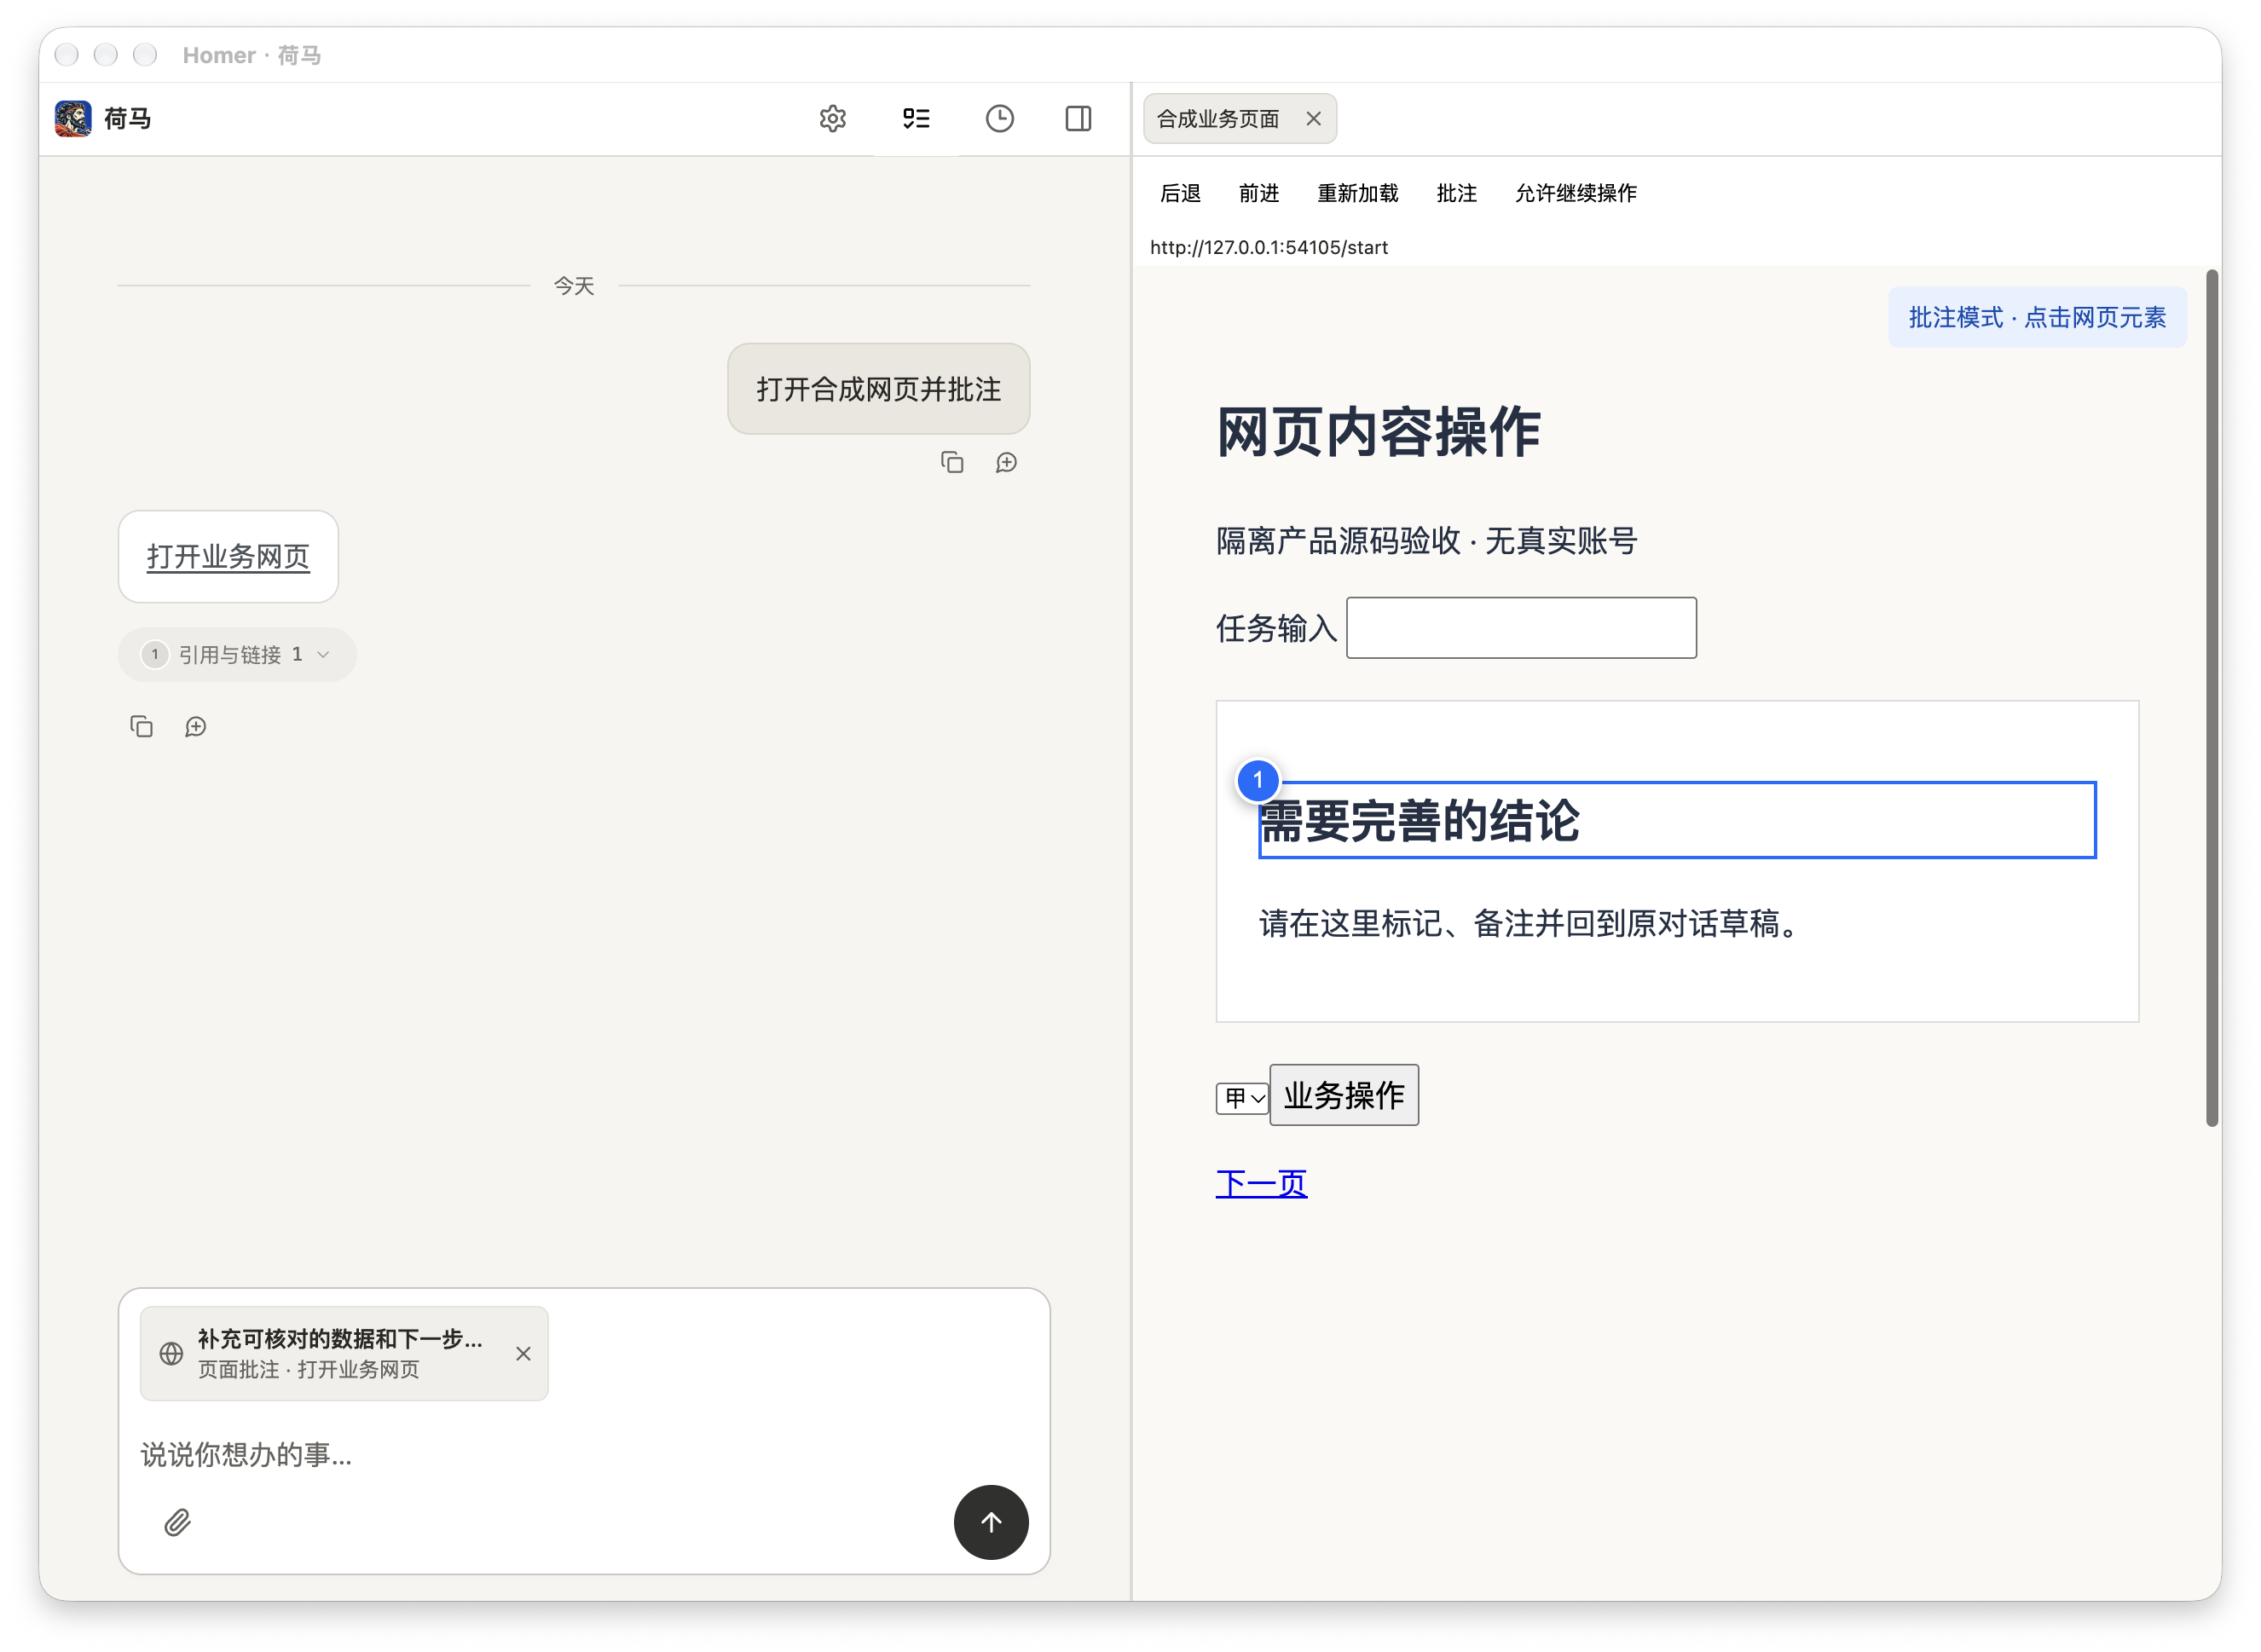 Homer · 荷马
荷马
今天
打开合成网页并批注
打开业务网页
1 引用与链接 1
补充可核对的数据和下一步...
页面批注 · 打开业务网页
说说你想办的事...
合成业务页面
后退 前进 重新加载 批注 允许继续操作
http://127.0.0.1:54105/start
批注模式 · 点击网页元素
网页内容操作
隔离产品源码验收 · 无真实账号
任务输入
1
需要完善的结论
请在这里标记、备注并回到原对话草稿。
甲 业务操作
下一页